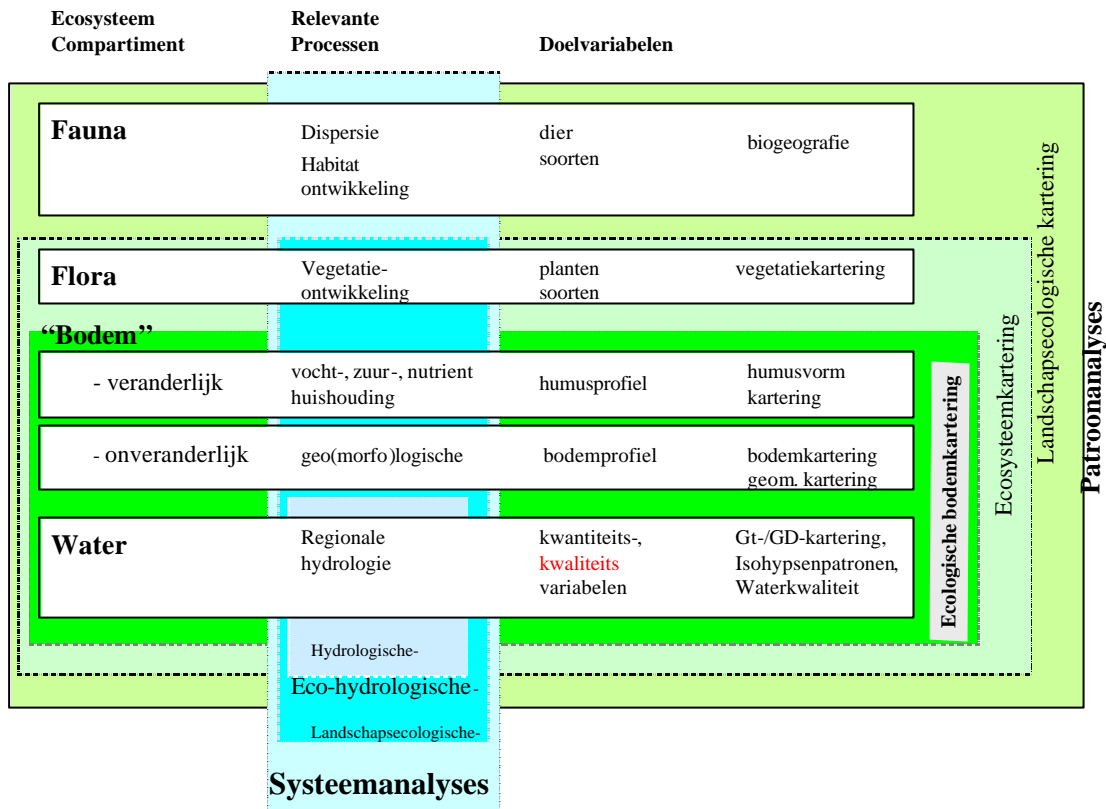 Ecosysteem
Compartiment
Relevante
Processen
Doelvariabelen
Fauna
Dispersie
Habitat
ontwikkeling
dier
soorten
biogeografie
Flora
Vegetatie-
ontwikkeling
planten
soorten
vegetatiekartering
“Bodem”
- veranderlijk
vocht-, zuur-, nutrient
huishouding
humusprofiel
humusvorm
kartering
- onveranderlijk
geo(morfo)logische
bodemprofiel
bodemkartering
geom. kartering
Water
Regionale
hydrologie
kwantiteits-,
kwaliteits
variabelen
Gt-/GD-kartering,
Isohypsenpatronen,
Waterkwaliteit
Hydrologische-
Eco-hydrologische-
Landschapsecologische-
Systeemanalyses
Ecologische bodemkartering
Ecosysteemkartering
Landschapsecologische kartering
Patroonanalyses